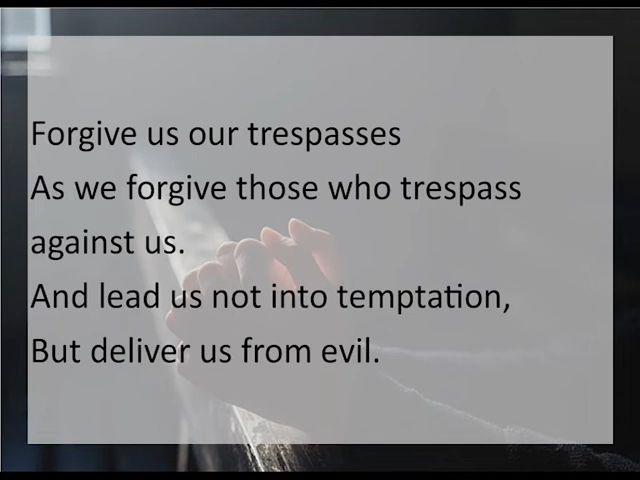 Forgive us our trespasses
As we forgive those who trespass
against us.
And lead us not into temptation,
But deliver us from evil.